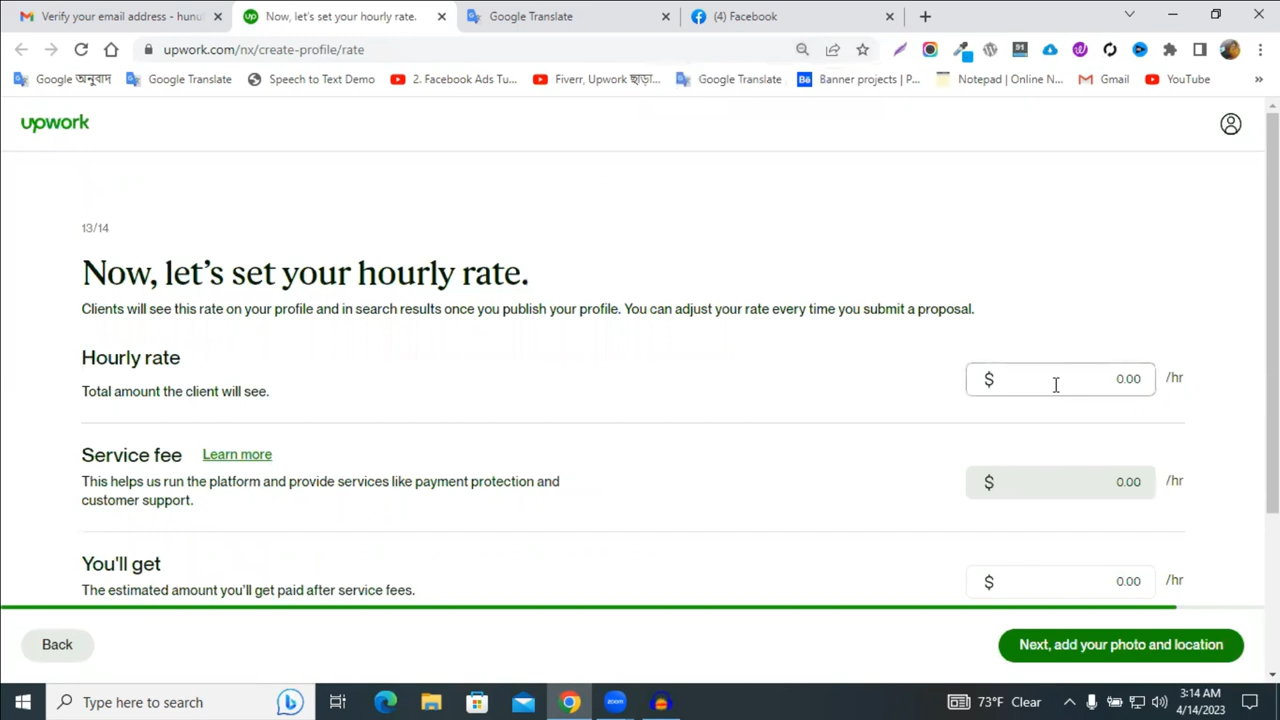 Verify your email address - hunu
Now, let's set your hourly rate.
Google Translate
(4) Facebook
upwork.com/nx/create-profile/rate
Google অনুবাদ
Google Translate
Speech to Text Demo
2. Facebook Ads Tu...
Fiverr, Upwork ছাড়া...
Google Translate
Banner projects | P...
Notepad | Online N...
Gmail
YouTube
»
upwork
13/14
Now, let's set your hourly rate.
Clients will see this rate on your profile and in search results once you publish your profile. You can adjust your rate every time you submit a proposal.
Hourly rate
Total amount the client will see.
$ 0.00 /hr
Service fee Learn more
This helps us run the platform and provide services like payment protection and
customer support.
$ 0.00 /hr
You'll get
The estimated amount you'll get paid after service fees.
$ 0.00 /hr
Back
Next, add your photo and location
Type here to search
zoom
73°F Clear
3:14 AM
4/14/2023